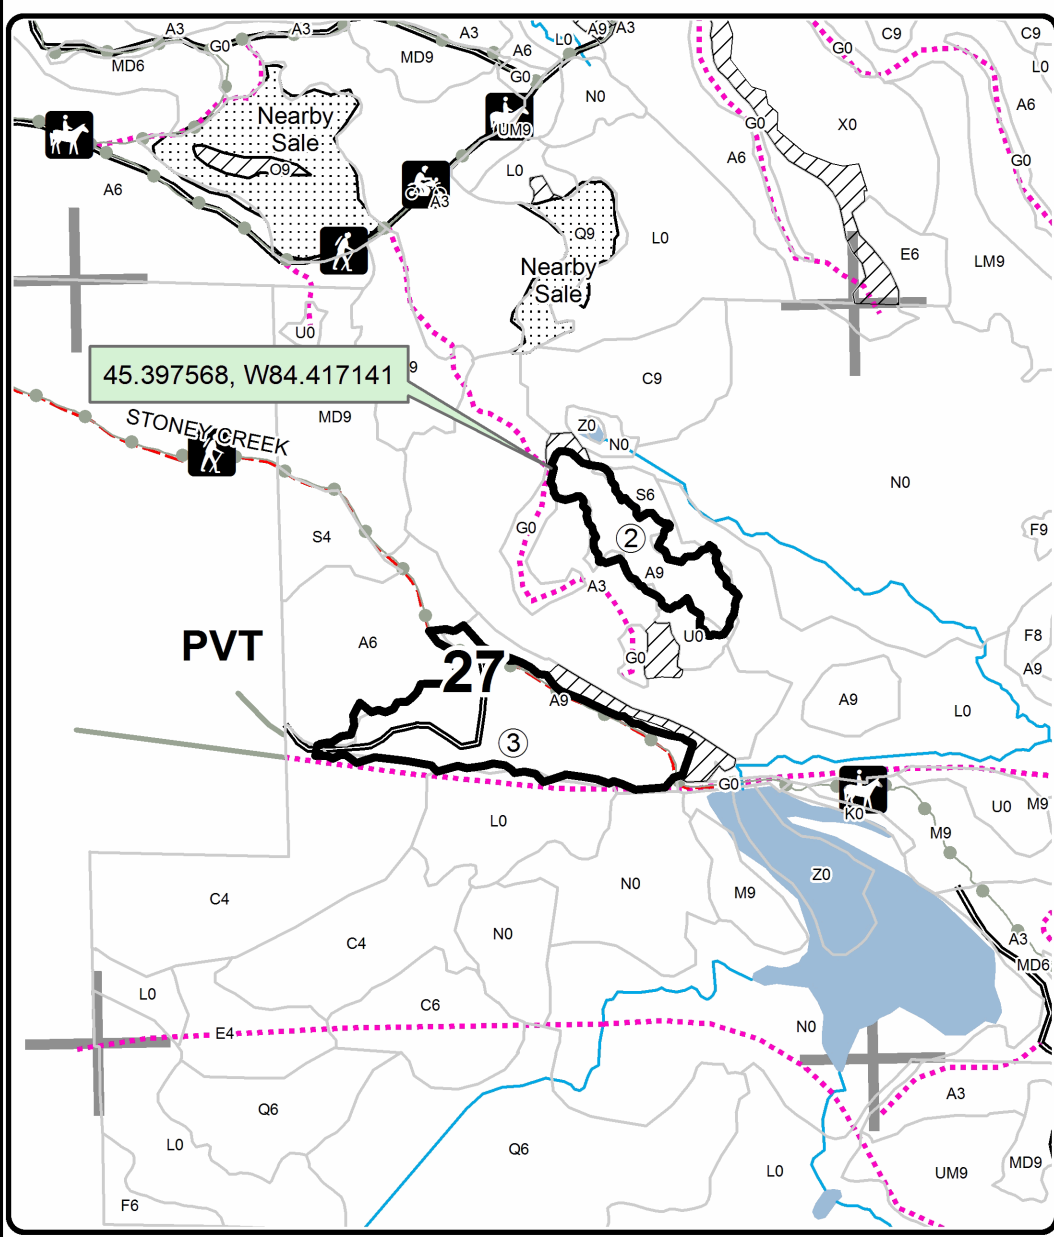 A3
A3
A9
A3
G0
A3
L0
A6
MD6
MD9
G0
C9
C9
G0
L0
N0
A6
Nearby
Sale
UM9
G0
X0
A6
G0
O9
L0
A6
A3
Q9
L0
E6
LM9
Nearby
Sale
U0
9
C9
45.397568, W84.417141
MD9
STONEY CREEK
Z0
N0
N0
S6
G0
F9
S4
2
A9
A3
A6
U0
F8
PVT
G0
A9
27
A9
A9
L0
3
G0
K0
U0
M9
L0
M9
Z0
N0
M9
C4
C4
N0
A3
MD6
L0
C6
E4
N0
A3
Q6
L0
Q6
L0
UM9
MD9
F6